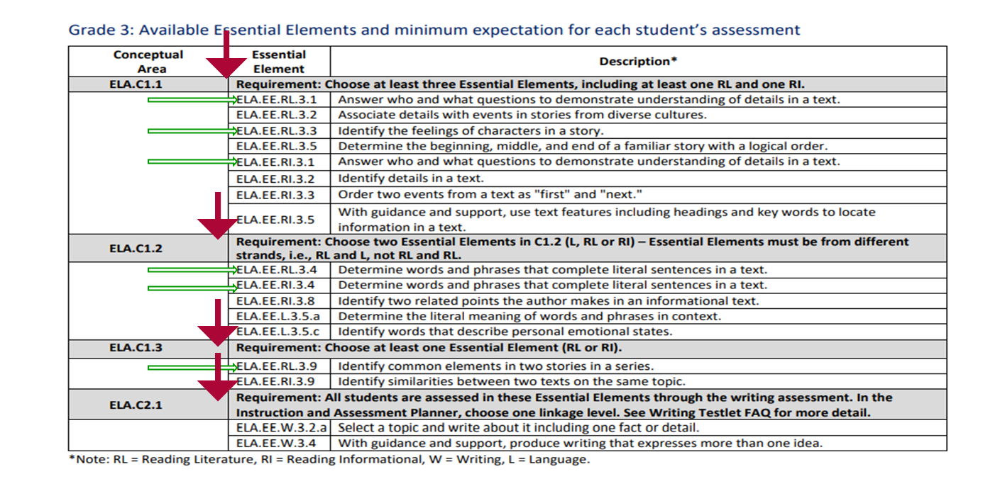 Grade 3: Available Essential Elements and minimum expectation for each student's assessment
Conceptual Area
Essential Element
Description*
ELA.C1.1 Requirement: Choose at least three Essential Elements, including at least one RL and one RI.
ELA.EE.RL.3.1 Answer who and what questions to demonstrate understanding of details in a text.
ELA.EE.RL.3.2 Associate details with events in stories from diverse cultures.
ELA.EE.RL.3.3 Identify the feelings of characters in a story.
ELA.EE.RL.3.5 Determine the beginning, middle, and end of a familiar story with a logical order.
ELA.EE.RI.3.1 Answer who and what questions to demonstrate understanding of details in a text.
ELA.EE.RI.3.2 Identify details in a text.
ELA.EE.RI.3.3 Order two events from a text as "first" and "next."
ELA.EE.RI.3.5 With guidance and support, use text features including headings and key words to locate
information in a text.
ELA.C1.2 Requirement: Choose two Essential Elements in C1.2 (L, RL or RI) – Essential Elements must be from different
strands, i.e., RL and L, not RL and RL.
ELA.EE.RL.3.4 Determine words and phrases that complete literal sentences in a text.
ELA.EE.RI.3.4 Determine words and phrases that complete literal sentences in a text.
ELA.EE.RI.3.8 Identify two related points the author makes in an informational text.
ELA.EE.L.3.5.a Determine the literal meaning of words and phrases in context.
ELA.EE.L.3.5.c Identify words that describe personal emotional states.
ELA.C1.3 Requirement: Choose at least one Essential Element (RL or RI).
ELA.EE.RL.3.9 Identify common elements in two stories in a series.
ELA.EE.RI.3.9 Identify similarities between two texts on the same topic.
ELA.C2.1 Requirement: All students are assessed in these Essential Elements through the writing assessment. In the
Instruction and Assessment Planner, choose one linkage level. See Writing Testlet FAQ for more detail.
ELA.EE.W.3.2.a Select a topic and write about it including one fact or detail.
ELA.EE.W.3.4 With guidance and support, produce writing that expresses more than one idea.
*Note: RL = Reading Literature, RI = Reading Informational, W = Writing, L = Language.